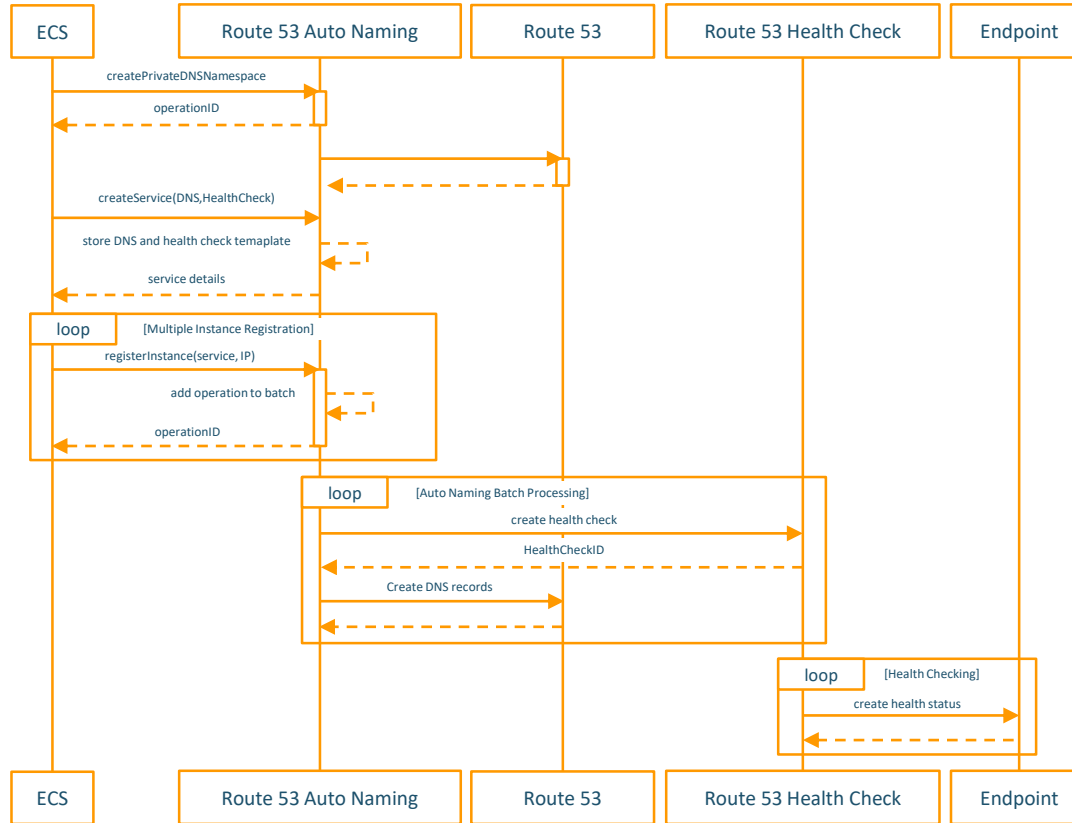 ECS
Route 53 Auto Naming
Route 53
Route 53 Health Check
Endpoint
createPrivateDNSNamespace
operationID
createService(DNS,HealthCheck)
store DNS and health check temaplate
service details
loop
[Multiple Instance Registration]
registerInstance(service, IP)
add operation to batch
operationID
loop
[Auto Naming Batch Processing]
create health check
HealthCheckID
Create DNS records
loop
[Health Checking]
create health status
ECS
Route 53 Auto Naming
Route 53
Route 53 Health Check
Endpoint